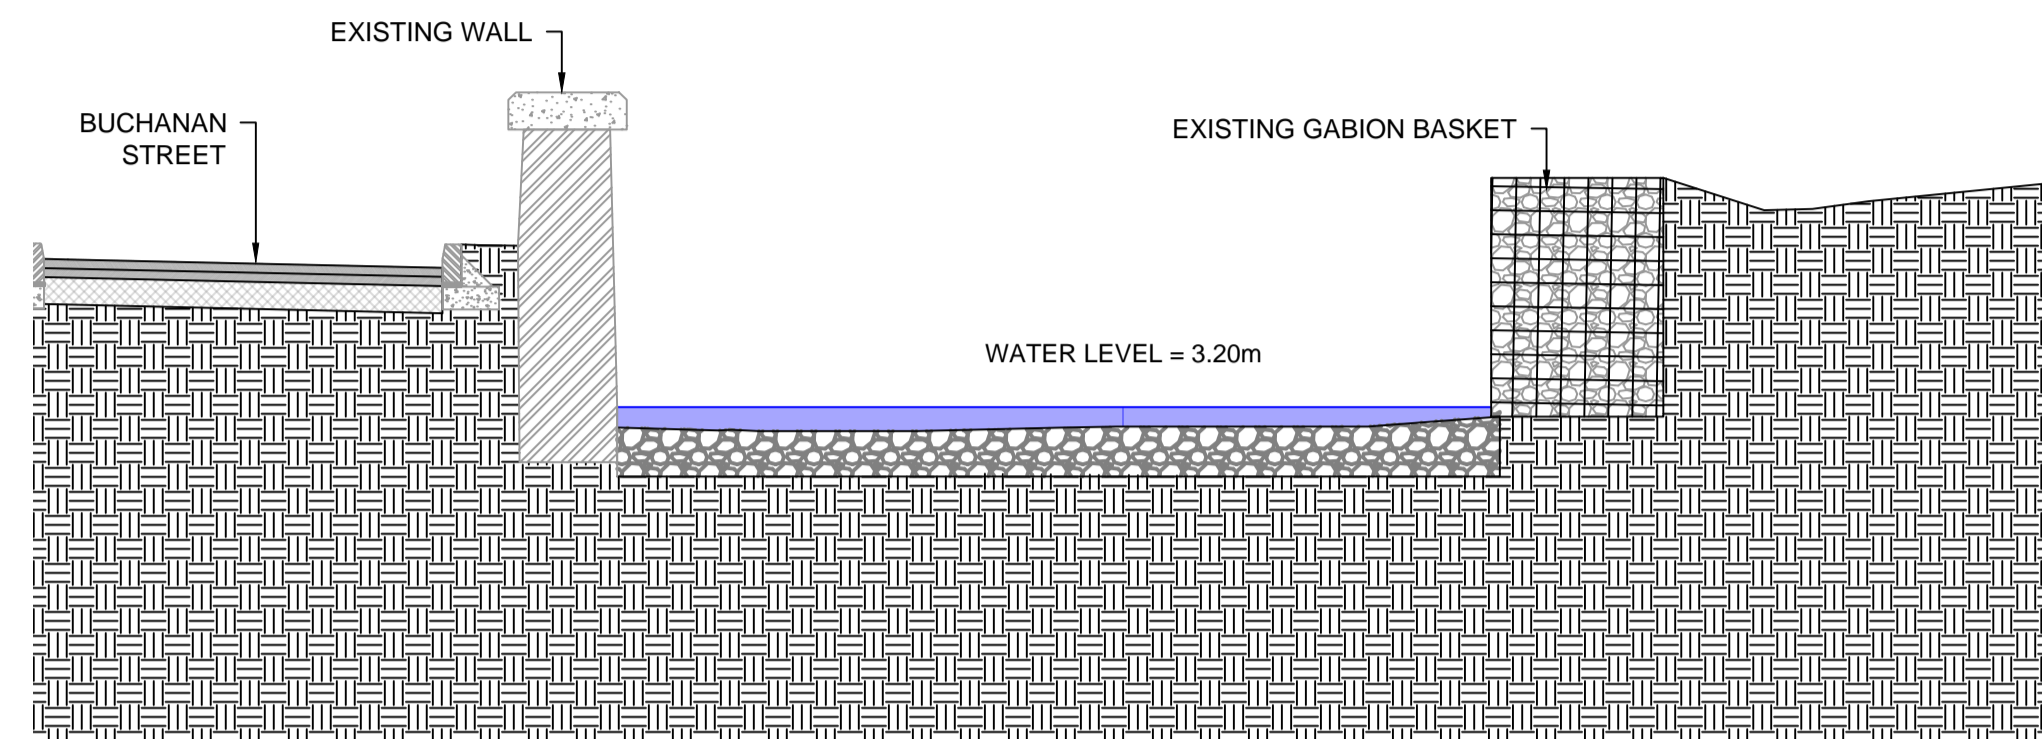 EXISTING WALL
BUCHANAN
STREET
EXISTING GABION BASKET
WATER LEVEL = 3.20m